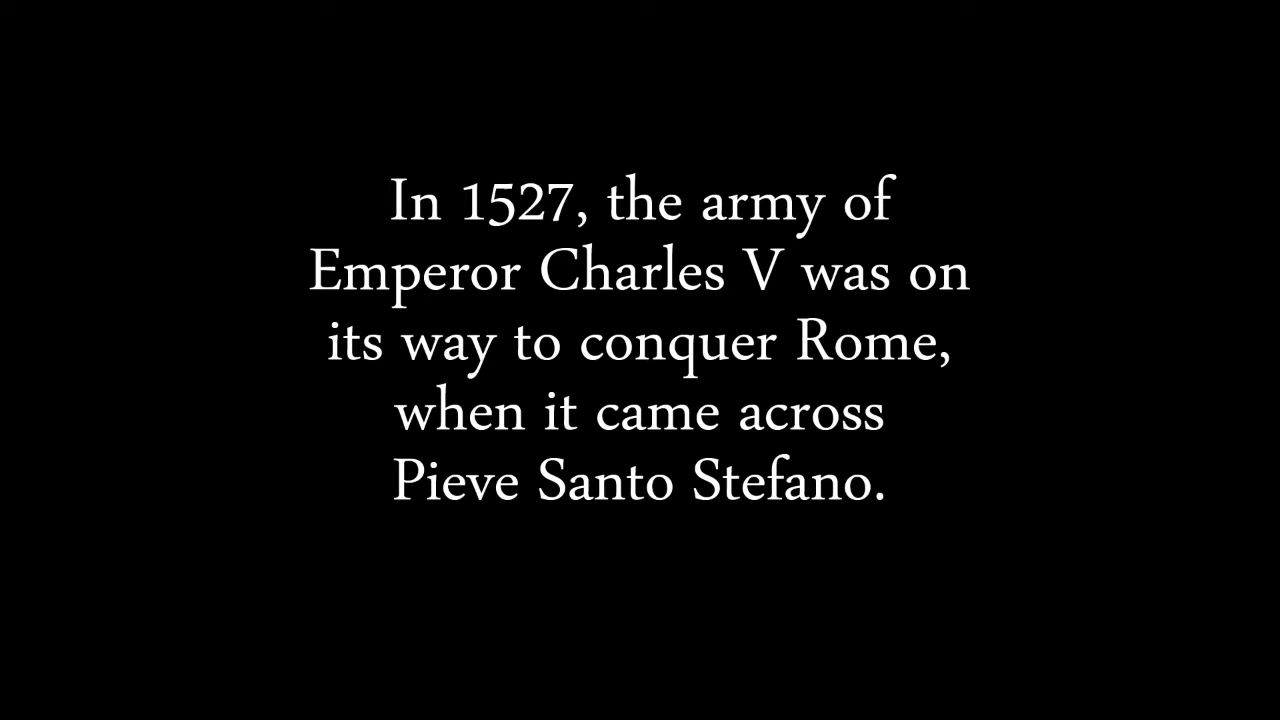 In 1527, the army of
Emperor Charles V was on
its way to conquer Rome,
when it came across
Pieve Santo Stefano.